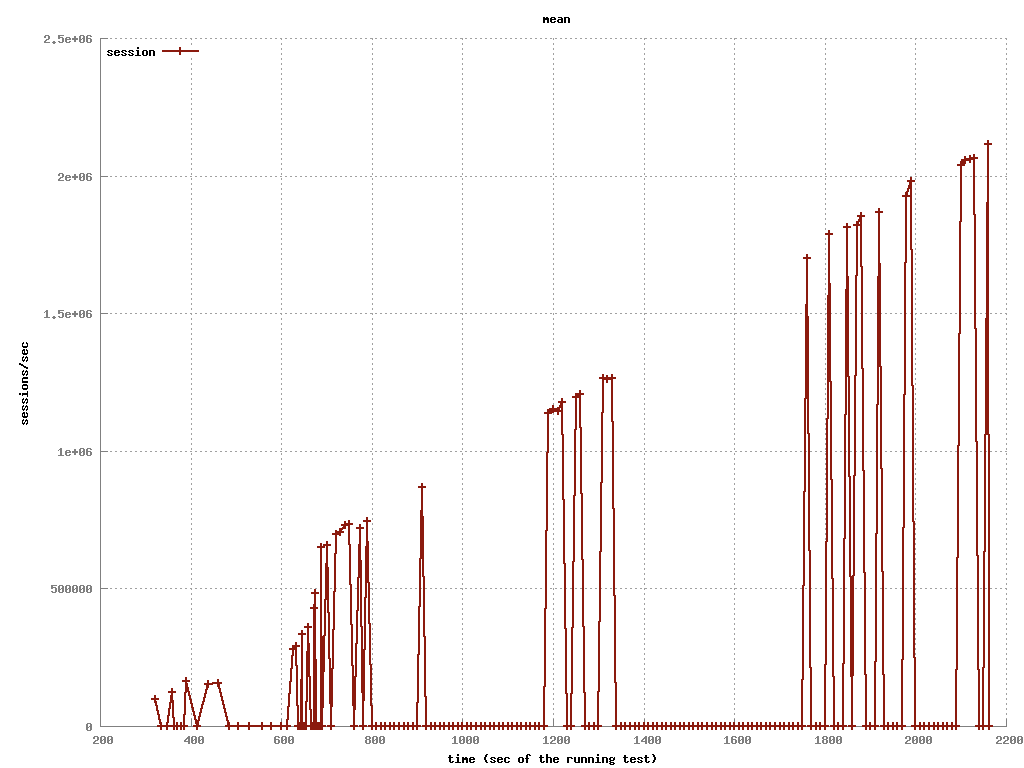 mean
2.5e+06
session
2e+06
1.5e+06
sessions/sec
1e+06
500000
0
200 400 600 800 1000 1200 1400 1600 1800 2000 2200
time (sec of the running test)